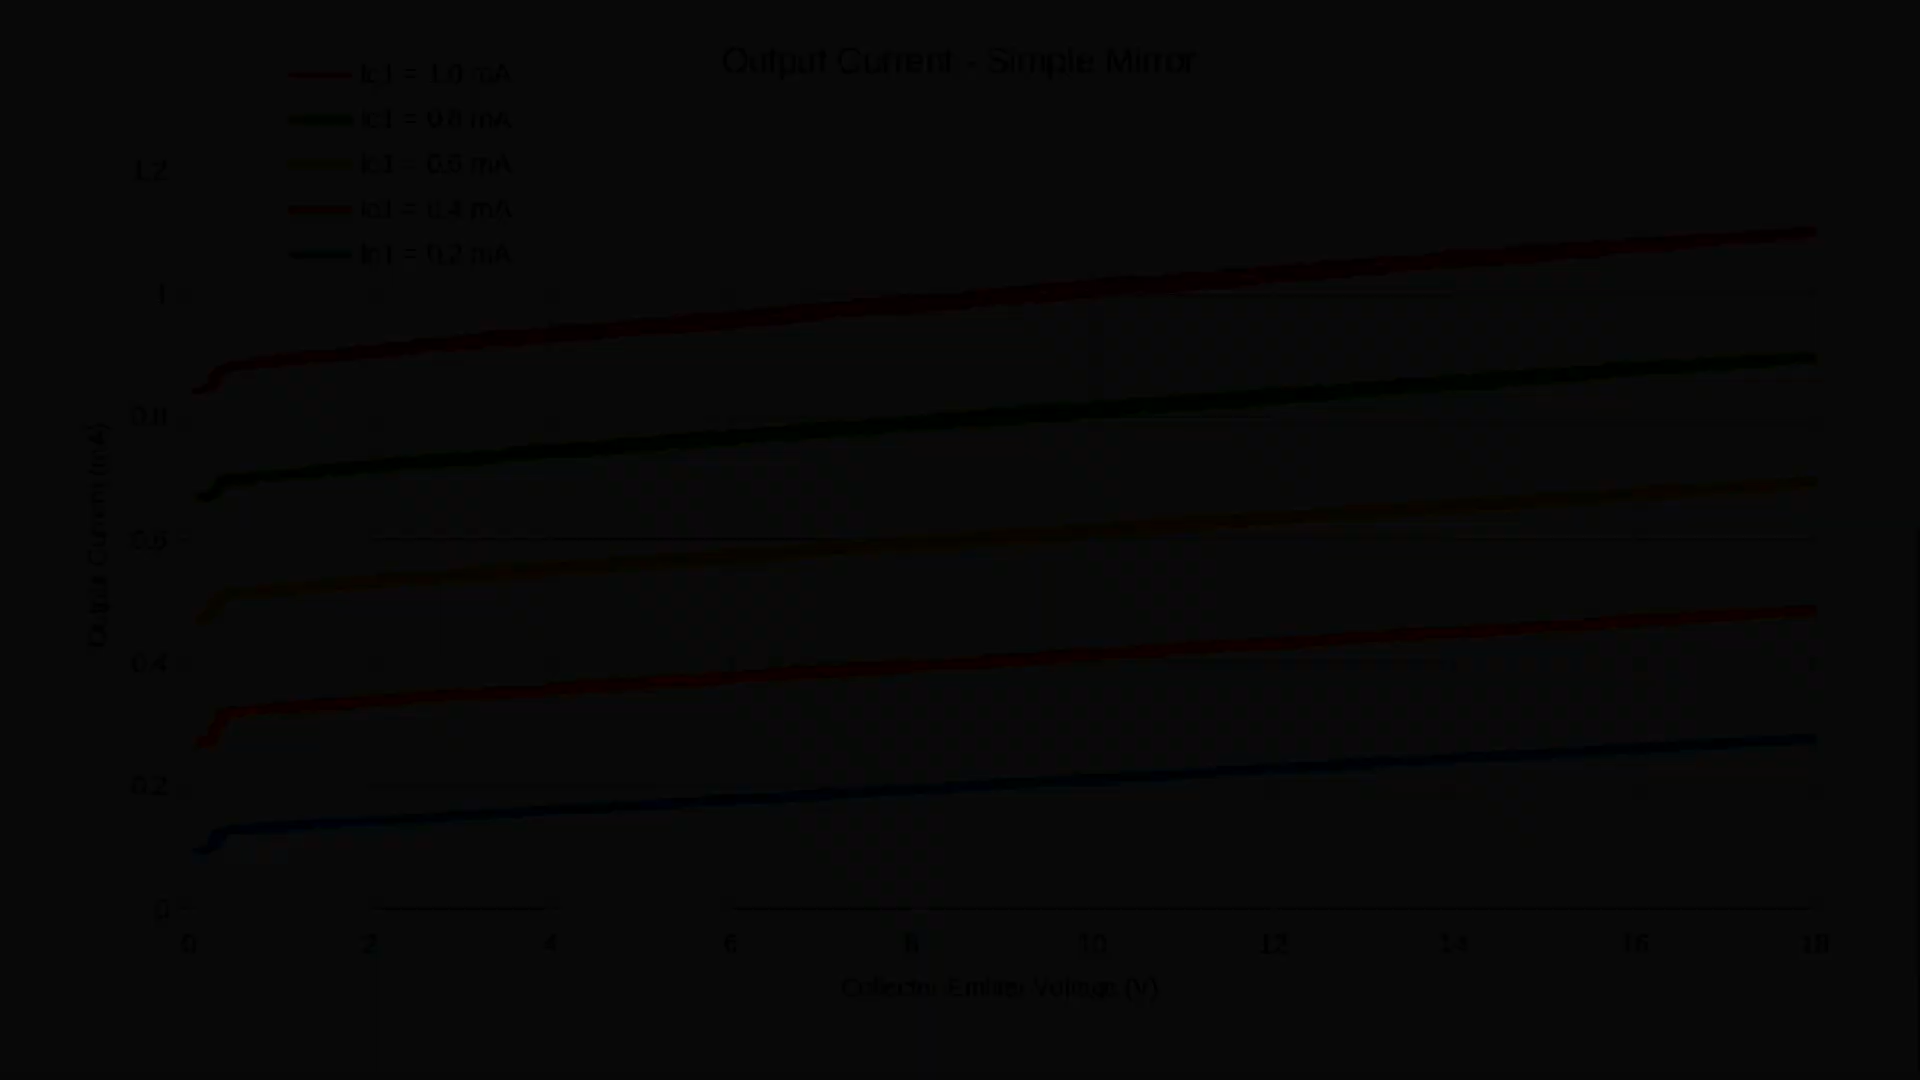 Output Current - Simple Mirror
Ic1 = 1.0 mA
Ic1 = 0.8 mA
Ic1 = 0.6 mA
Ic1 = 0.4 mA
Ic1 = 0.2 mA
1.2
1
0.8
0.6
0.4
0.2
0
Output Current (mA)
0 2 4 6 8 10 12 14 16 18
Collector-Emitter Voltage (V)